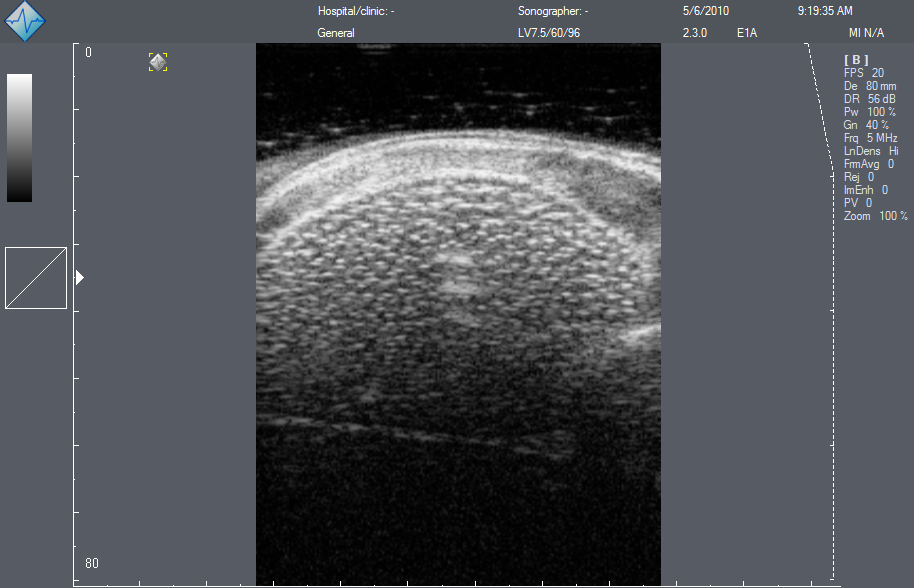 Hospital/clinic: - Sonographer: - 5/6/2010 9:19:35 AM
General LV7.5/60/96 2.3.0 E1A MI N/A
0
[ B ]
FPS 20
De 80 mm
DR 56 dB
Pw 100 %
Gn 40 %
Frq 5 MHz
LnDens Hi
FrmAvg 0
Rej 0
ImEnh 0
PV 0
Zoom 100 %
80